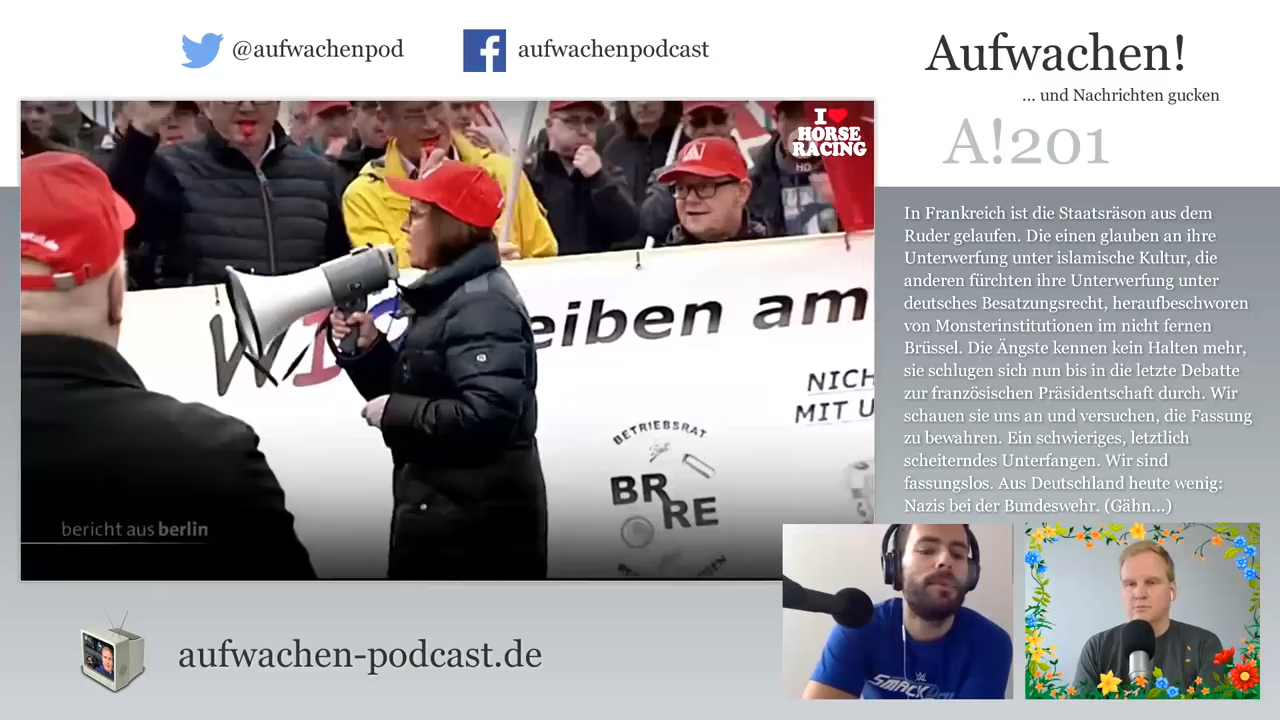 @aufwachenpod
aufwachenpodcast
Aufwachen!
... und Nachrichten gucken
A!201
I
HORSE
RACING
HD
WIR
eiben am
NICH
MIT U
BETRIEBSRAT
BR
RE
bericht aus berlin
In Frankreich ist die Staatsräson aus dem
Ruder gelaufen. Die einen glauben an ihre
Unterwerfung unter islamische Kultur, die
anderen fürchten ihre Unterwerfung unter
deutsches Besatzungsrecht, heraufbeschworen
von Monsterinstitutionen im nicht fernen
Brüssel. Die Ängste kennen kein Halten mehr,
sie schlugen sich nun bis in die letzte Debatte
zur französischen Präsidentschaft durch. Wir
schauen sie uns an und versuchen, die Fassung
zu bewahren. Ein schwieriges, letztlich
scheiterndes Unterfangen. Wir sind
fassungslos. Aus Deutschland heute wenig:
Nazis bei der Bundeswehr. (Gähn...)
aufwachen-podcast.de